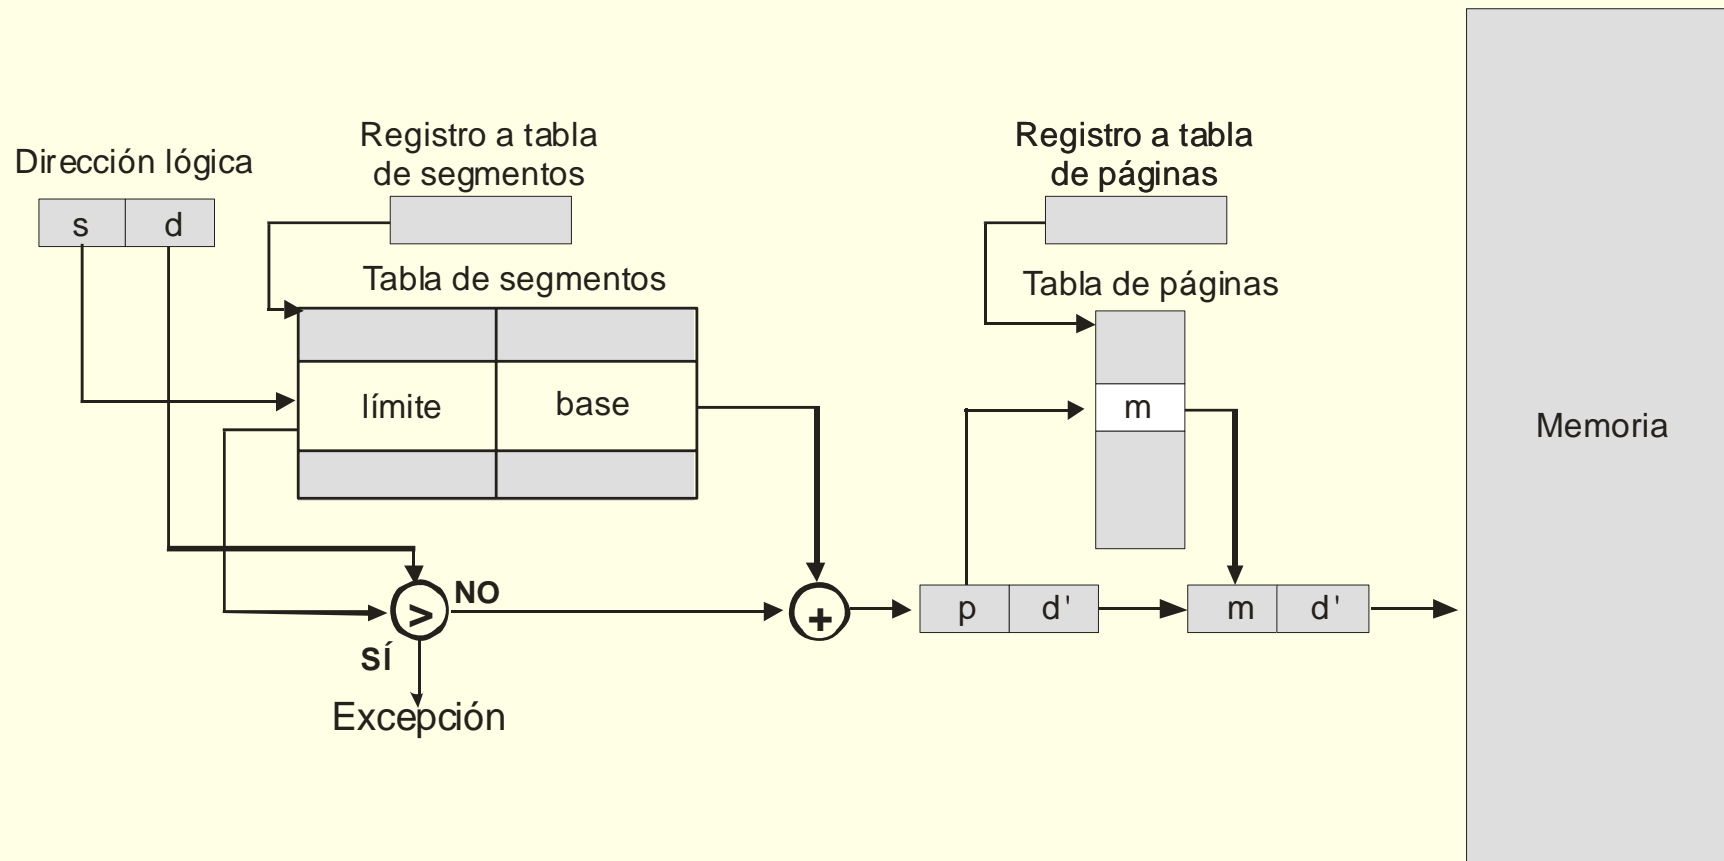 Registro a tabla
de segmentos
Registro a tabla
de páginas
Dirección lógica
s d
Tabla de segmentos
Tabla de páginas
límite base
m
Memoria
NO
>
SÍ
+
p d'
m d'
Excepción